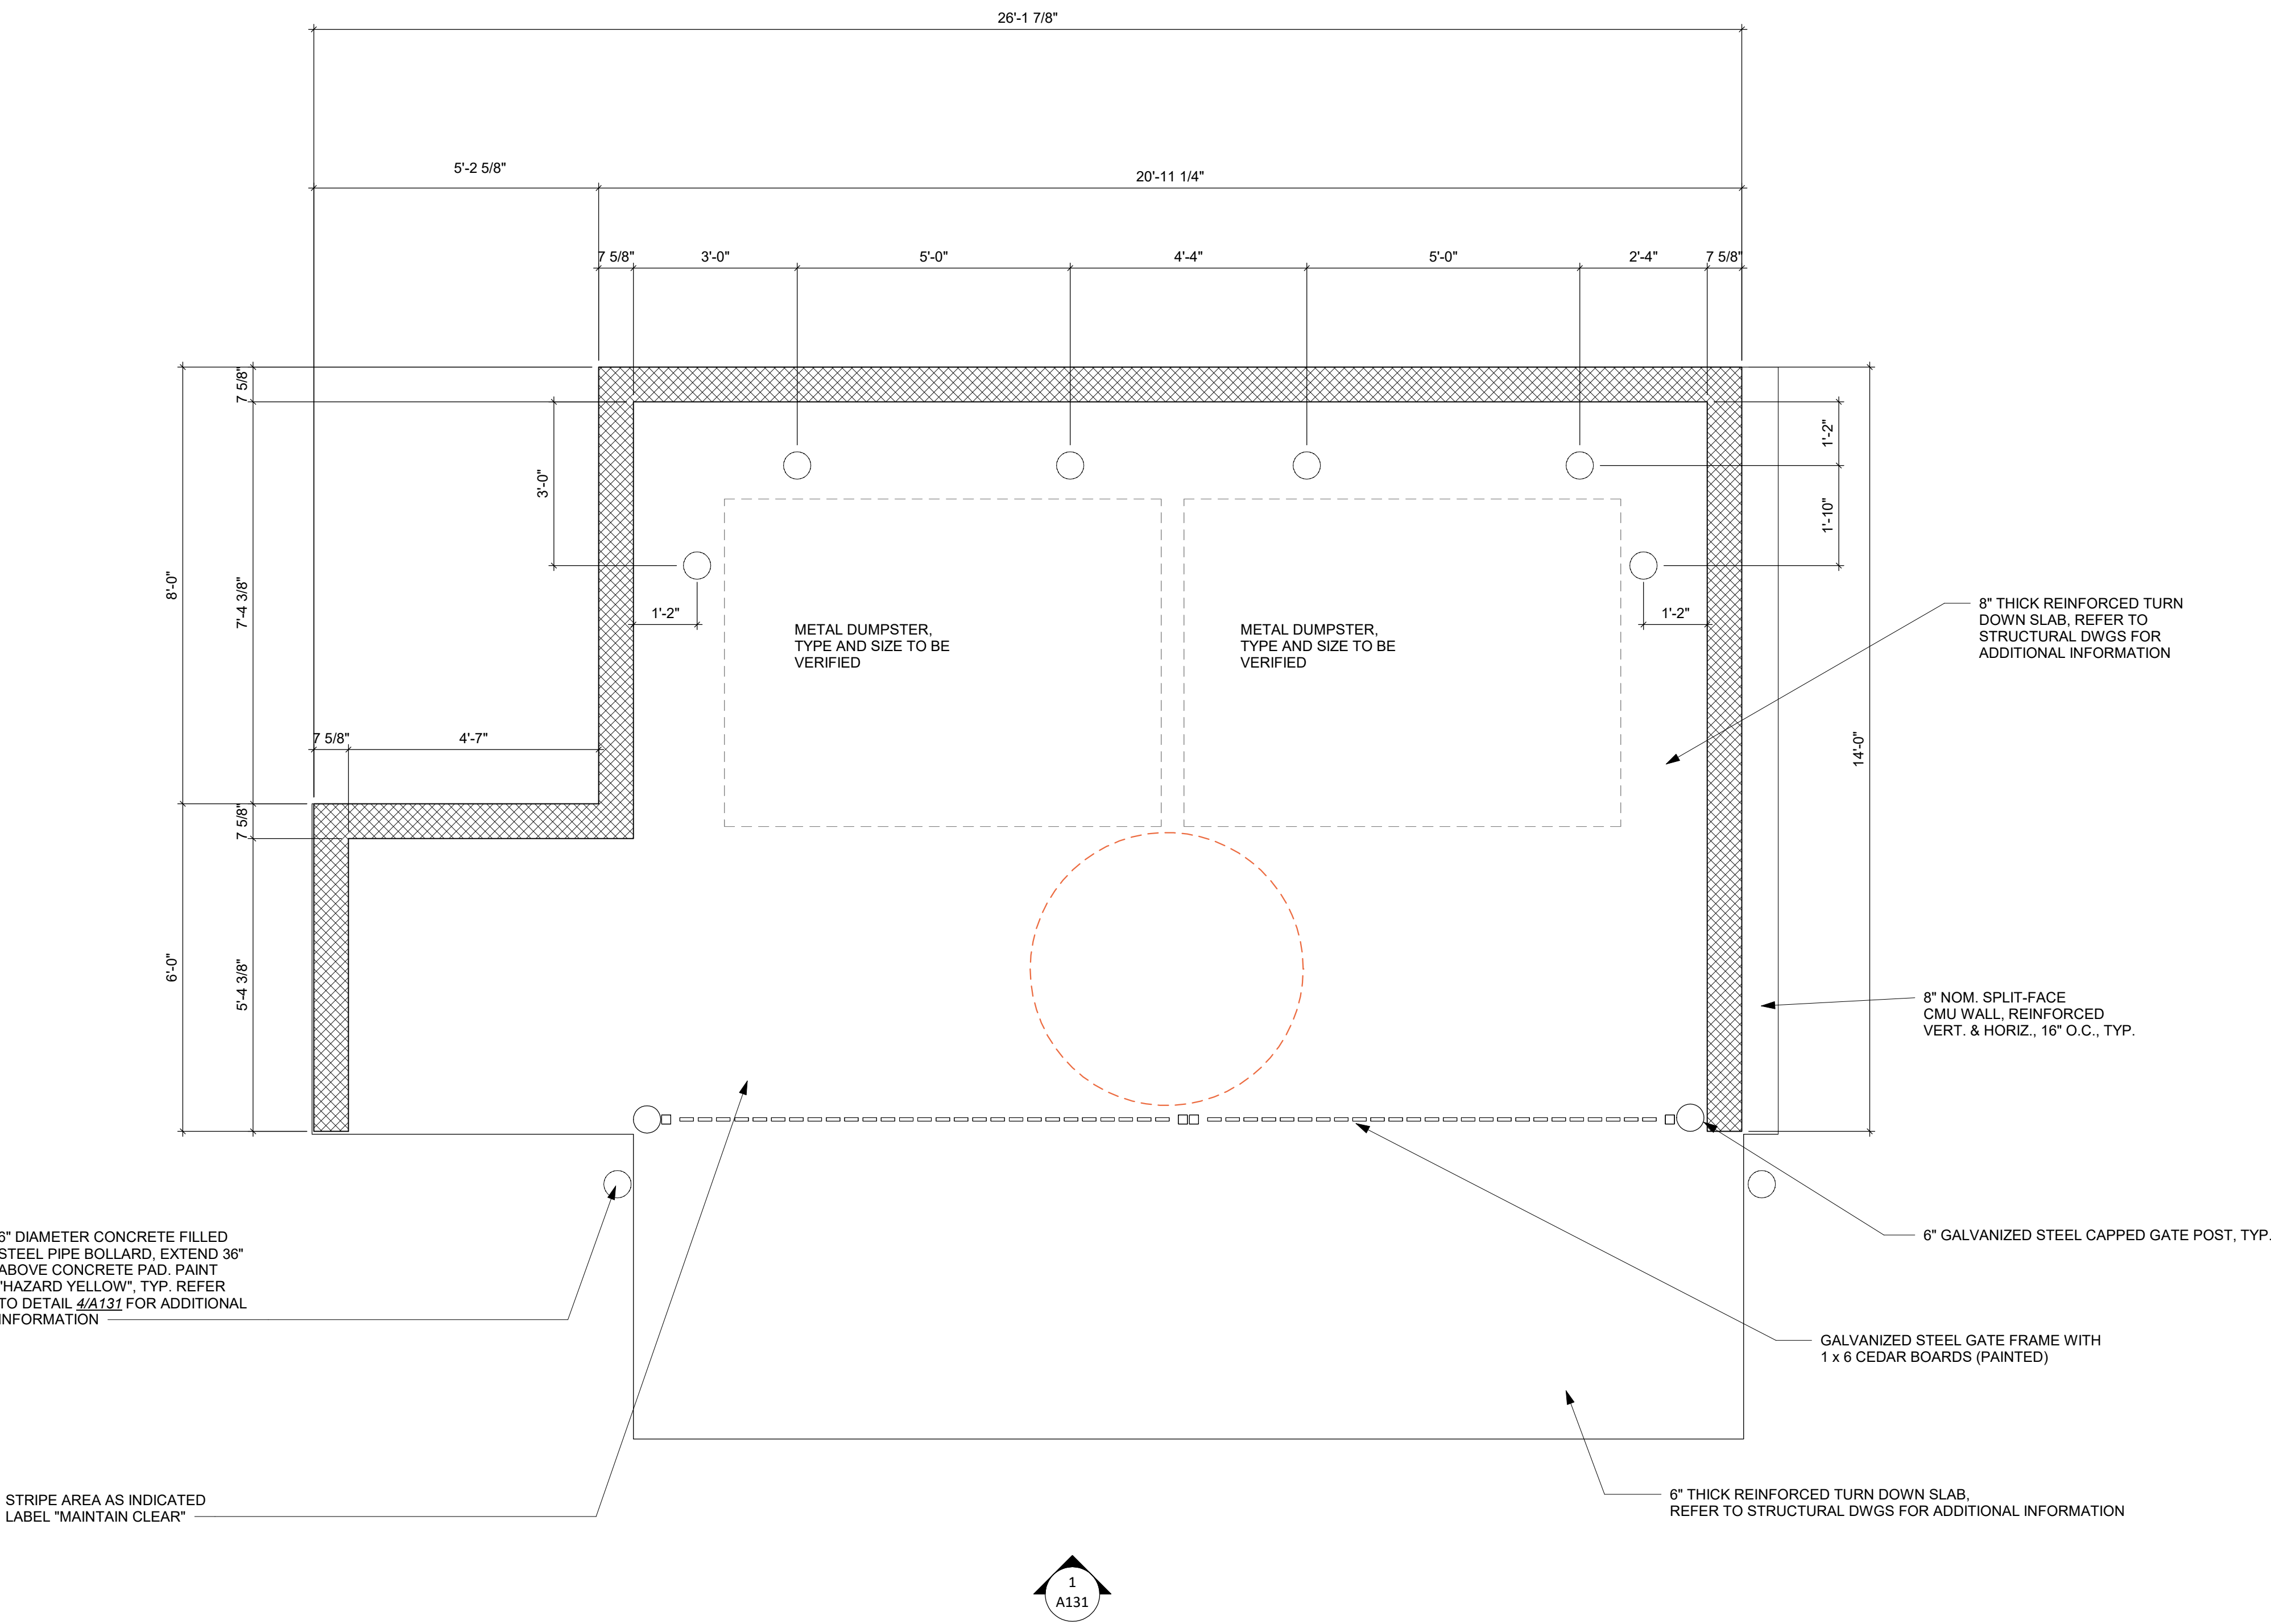 26'-1 7/8"
5'-2 5/8"
20'-11 1/4"
7 5/8"
3'-0"
5'-0"
4'-4"
5'-0"
2'-4"
7 5/8"
7 5/8"
3'-0"
1'-2"
1'-10"
8'-0"
7'-4 3/8"
1'-2"
1'-2"
METAL DUMPSTER,
TYPE AND SIZE TO BE
VERIFIED
METAL DUMPSTER,
TYPE AND SIZE TO BE
VERIFIED
8" THICK REINFORCED TURN
DOWN SLAB, REFER TO
STRUCTURAL DWGS FOR
ADDITIONAL INFORMATION
7 5/8"
4'-7"
14'-0"
7 5/8"
6'-0"
5'-4 3/8"
8" NOM. SPLIT-FACE
CMU WALL, REINFORCED
VERT. & HORIZ., 16" O.C., TYP.
6" DIAMETER CONCRETE FILLED
STEEL PIPE BOLLARD, EXTEND 36"
ABOVE CONCRETE PAD. PAINT
"HAZARD YELLOW", TYP. REFER
TO DETAIL 4/A131 FOR ADDITIONAL
INFORMATION
6" GALVANIZED STEEL CAPPED GATE POST, TYP.
GALVANIZED STEEL GATE FRAME WITH
1 x 6 CEDAR BOARDS (PAINTED)
STRIPE AREA AS INDICATED
LABEL "MAINTAIN CLEAR"
6" THICK REINFORCED TURN DOWN SLAB,
REFER TO STRUCTURAL DWGS FOR ADDITIONAL INFORMATION
1
A131